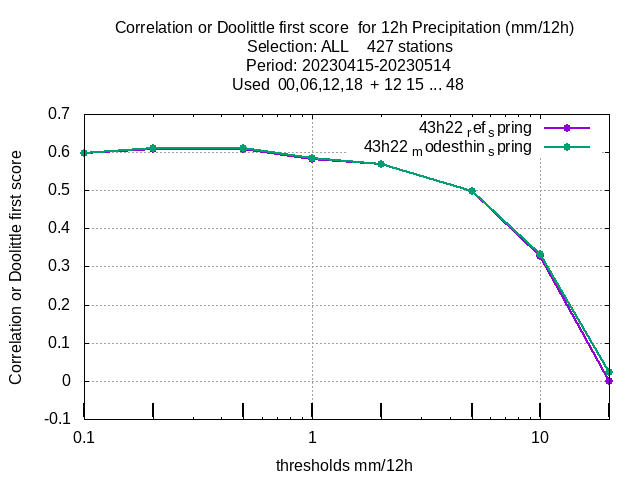 Correlation or Doolittle first score  for 12h Precipitation (mm/12h)
Selection: ALL    427 stations
Period: 20230415-20230514
Used  00,06,12,18  + 12 15 ... 48
43h22 ref spring
43h22 modesthin spring
Correlation or Doolittle first score
0.7
0.6
0.5
0.4
0.3
0.2
0.1
0
-0.1
0.1
1
10
thresholds mm/12h